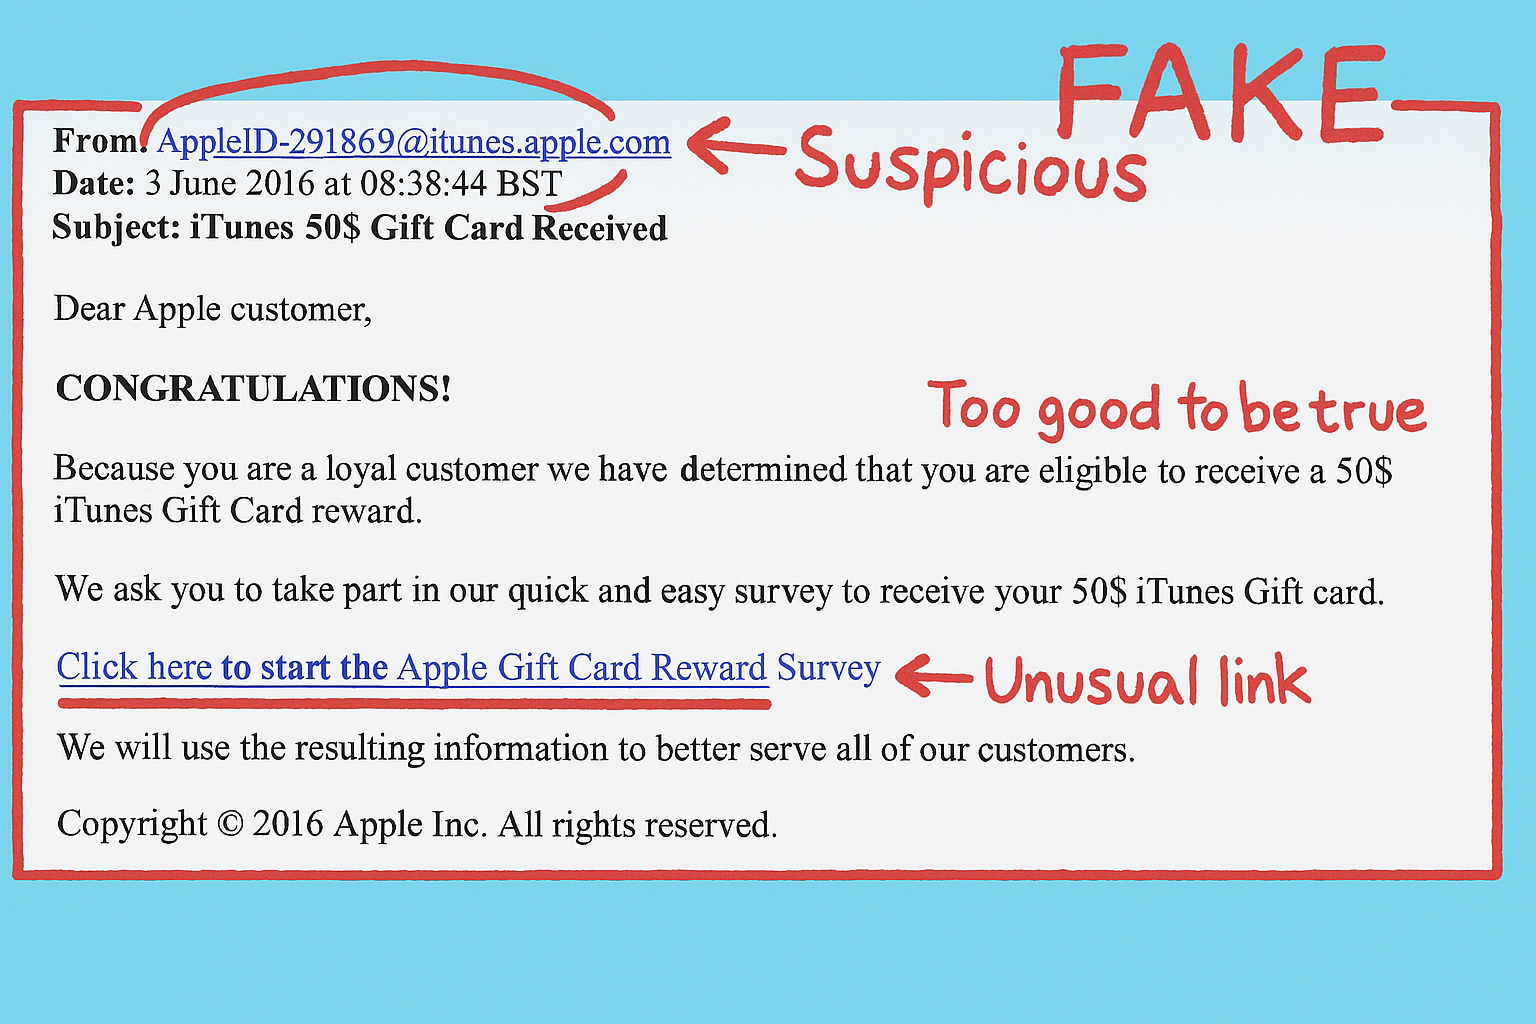 FAKE
From: AppleID-291869@itunes.apple.com
Suspicious
Date: 3 June 2016 at 08:38:44 BST
Subject: iTunes 50$ Gift Card Received
Dear Apple customer,
CONGRATULATIONS!
Too good to be true
Because you are a loyal customer we have determined that you are eligible to receive a 50$
iTunes Gift Card reward.
We ask you to take part in our quick and easy survey to receive your 50$ iTunes Gift card.
Click here to start the Apple Gift Card Reward Survey
Unusual link
We will use the resulting information to better serve all of our customers.
Copyright © 2016 Apple Inc. All rights reserved.